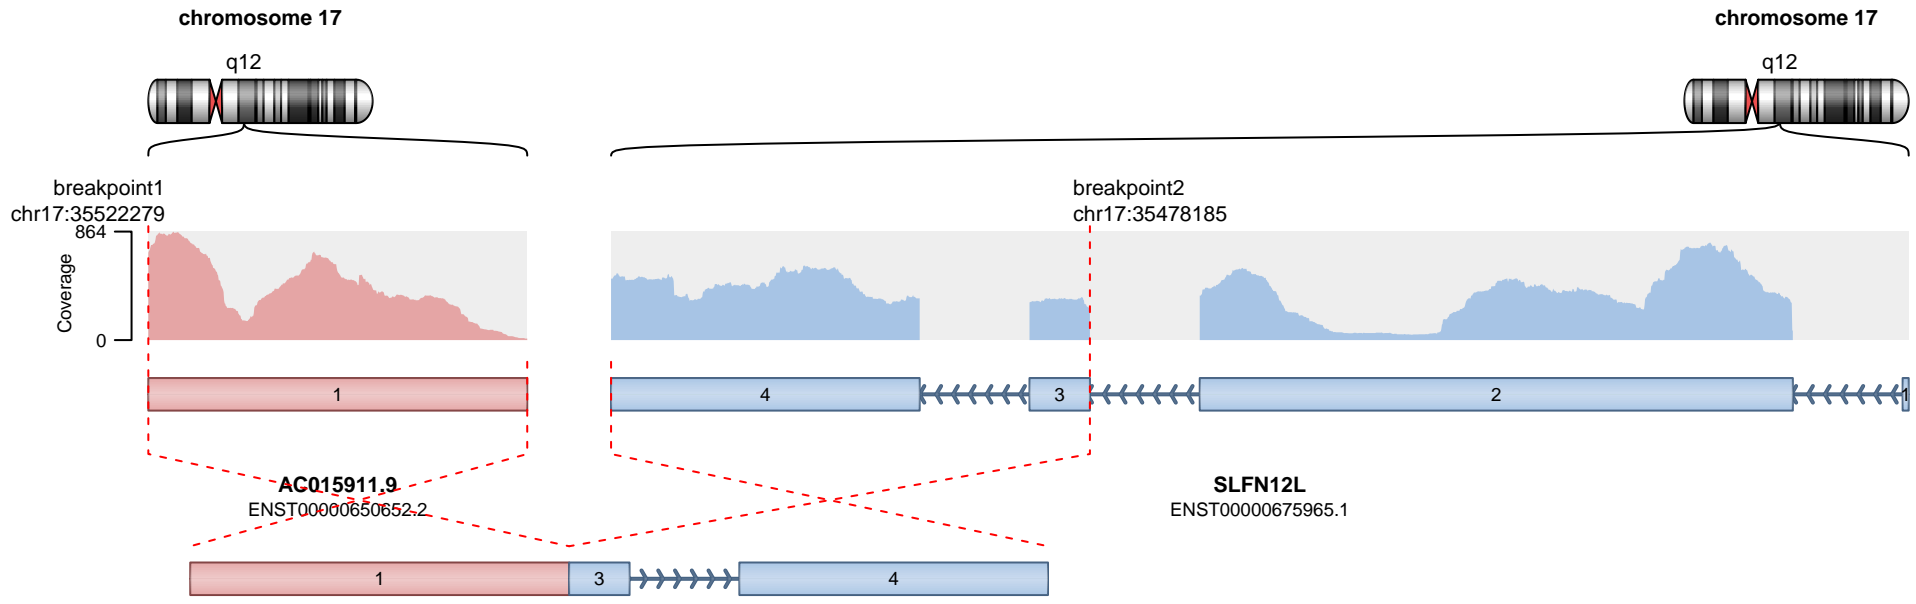 chromosome 17
chromosome 17
q12
q12
breakpoint1
chr17:35522279
breakpoint2
chr17:35478185
864
Coverage
0
1
4
3
2
1
AC015911.9
ENST00000650652.2
SLFN12L
ENST00000675965.1
1
3
4